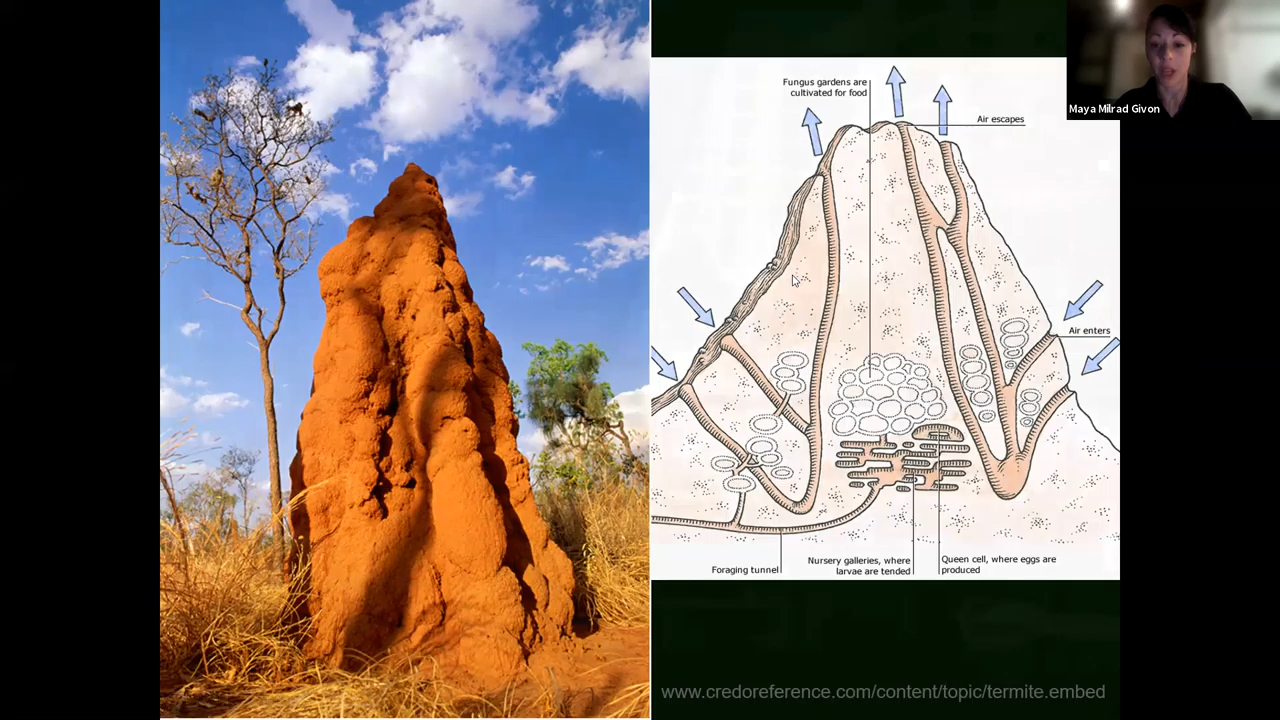 Maya Milrad Givon
Fungus gardens are
cultivated for food
Air escapes
Air enters
Foraging tunnel
Nursery galleries, where
larvae are tended
Queen cell, where eggs are
produced
www.credoreference.com/content/topic/termite.embed